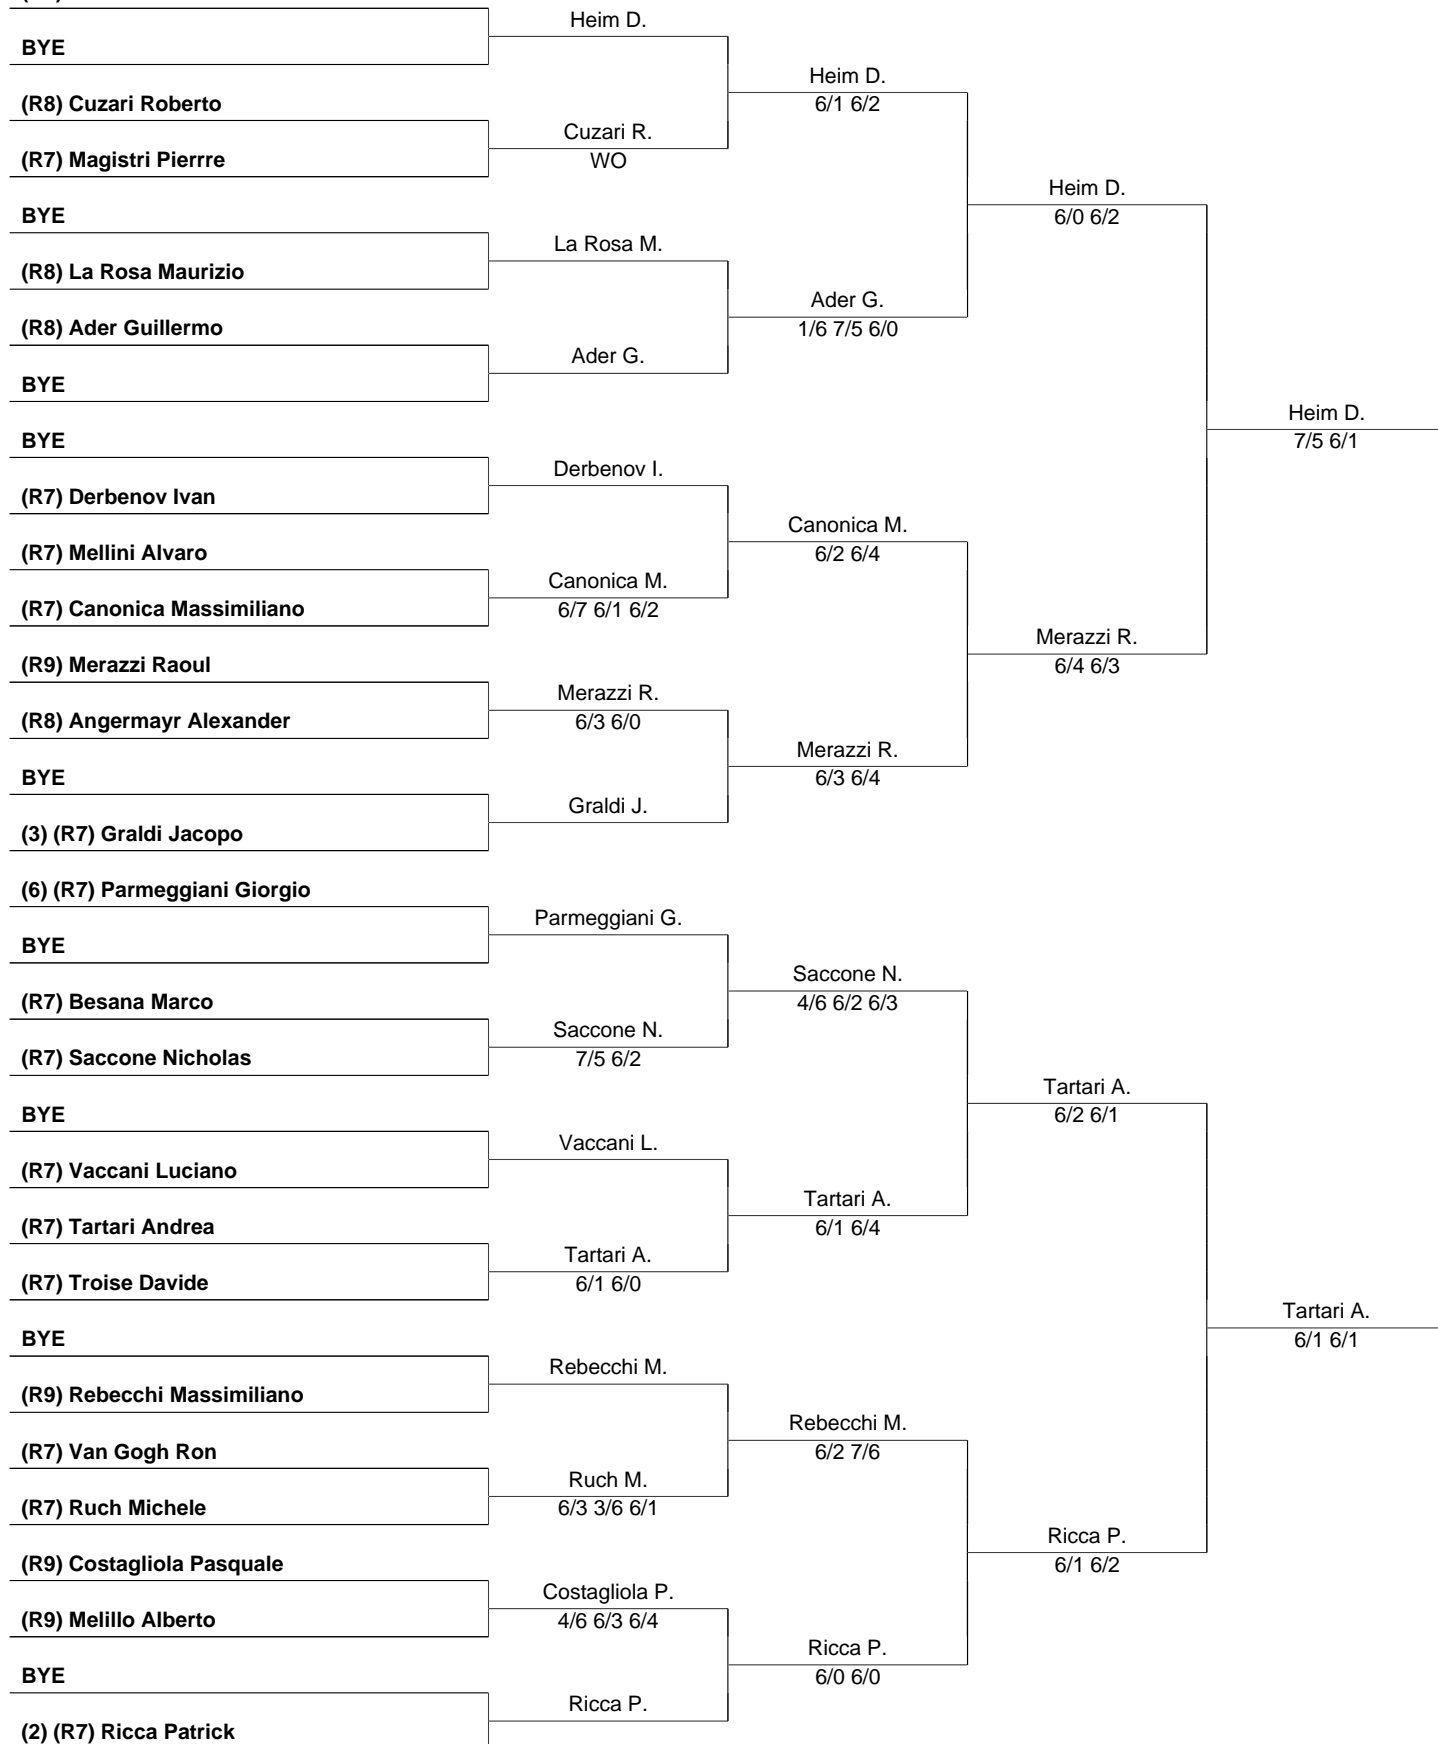 BYE
(R8) Cuzari Roberto
(R7) Magistri Pierrre
BYE
(R8) La Rosa Maurizio
(R8) Ader Guillermo
BYE
BYE
(R7) Derbenov Ivan
(R7) Mellini Alvaro
(R7) Canonica Massimiliano
(R9) Merazzi Raoul
(R8) Angermayr Alexander
BYE
(3) (R7) Graldi Jacopo
(6) (R7) Parmeggiani Giorgio
BYE
(R7) Besana Marco
(R7) Saccone Nicholas
BYE
(R7) Vaccani Luciano
(R7) Tartari Andrea
(R7) Troise Davide
BYE
(R9) Rebecchi Massimiliano
(R7) Van Gogh Ron
(R7) Ruch Michele
(R9) Costagliola Pasquale
(R9) Melillo Alberto
BYE
(2) (R7) Ricca Patrick
Heim D.
Cuzari R.
WO
La Rosa M.
Ader G.
Derbenov I.
Canonica M.
6/7 6/1 6/2
Merazzi R.
6/3 6/0
Graldi J.
Parmeggiani G.
Saccone N.
7/5 6/2
Vaccani L.
Tartari A.
6/1 6/0
Rebecchi M.
Ruch M.
6/3 3/6 6/1
Costagliola P.
4/6 6/3 6/4
Ricca P.
Heim D.
6/1 6/2
Ader G.
1/6 7/5 6/0
Canonica M.
6/2 6/4
Merazzi R.
6/3 6/4
Saccone N.
4/6 6/2 6/3
Tartari A.
6/1 6/4
Rebecchi M.
6/2 7/6
Ricca P.
6/0 6/0
Heim D.
6/0 6/2
Merazzi R.
6/4 6/3
Tartari A.
6/2 6/1
Ricca P.
6/1 6/2
Heim D.
7/5 6/1
Tartari A.
6/1 6/1